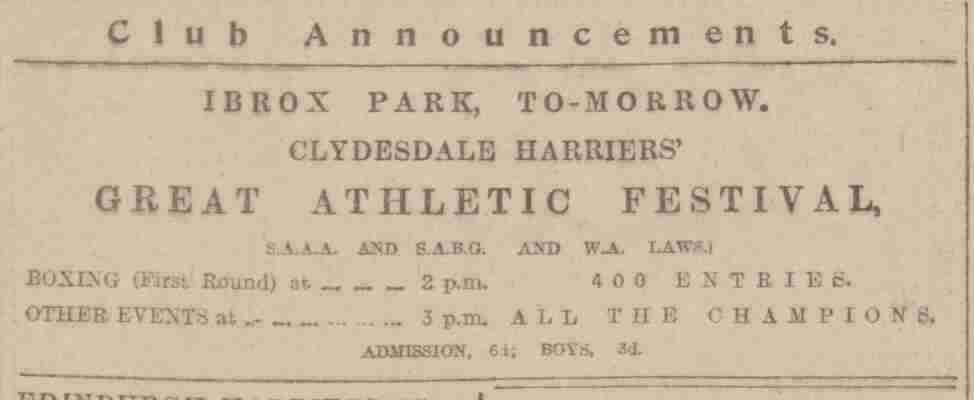 Club Announcements.
IBROX PARK, TO-MORROW.
CLYDESDALE HARRIERS'
GREAT ATHLETIC FESTIVAL,
S.A.A.A. AND S.A.B.G. AND W.A. LAWS.)
BOXING (First Round) at ... ... ... 2 p.m. 400 ENTRIES.
OTHER EVENTS at ... ... ... ... ... ... 3 p.m. ALL THE CHAMPIONS.
ADMISSION, 6d; BOYS, 3d.
EDINBURGH